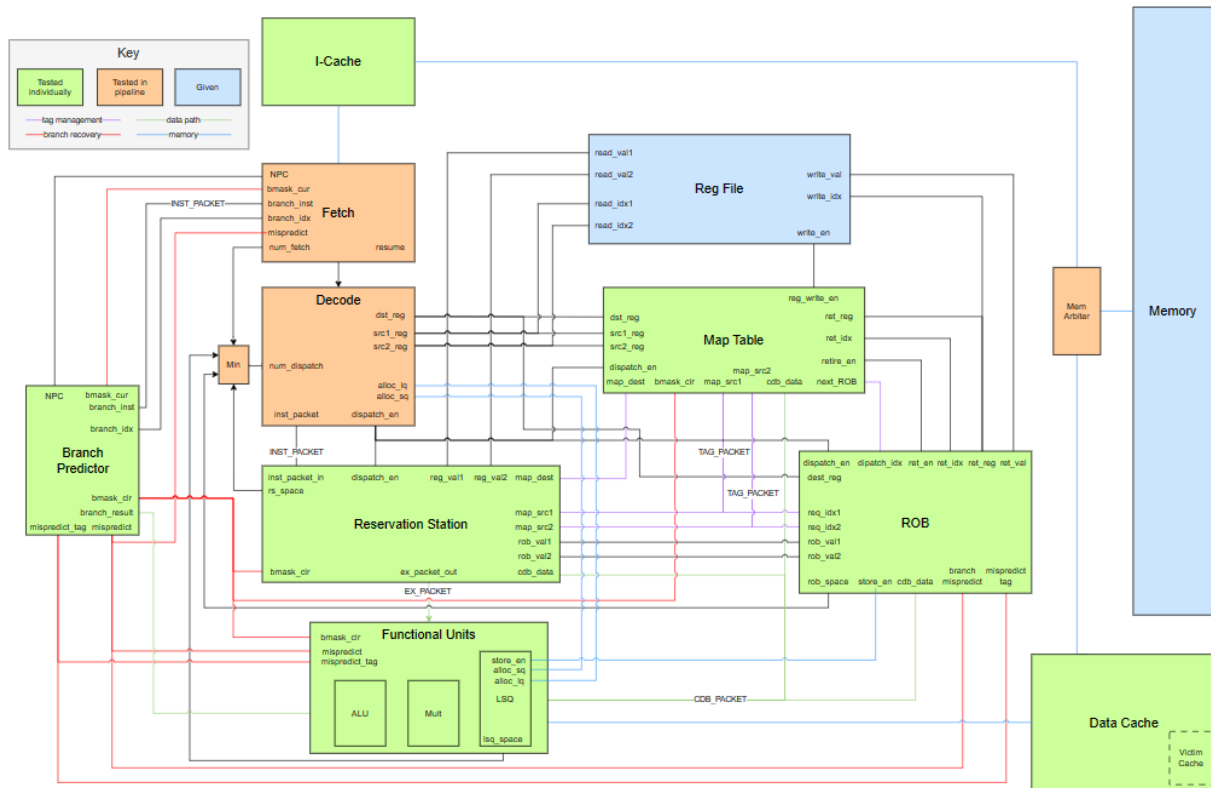 Key
Tested
individually
Tested in
pipeline
Given
tag management
data path
branch recovery
memory
I-Cache
Memory
Mem
Arbiter
NPC
bmask_cur
INST_PACKET
branch_inst
branch_idx
mispredict
num_fetch
resume
Fetch
read_val1
read_val2
read_idx1
read_idx2
Reg File
write_val
write_idx
write_en
Decode
dst_reg
src1_reg
src2_reg
num_dispatch
alloc_lq
alloc_sq
inst_packet
dispatch_en
Min
reg_write_en
dst_reg
src1_reg
src2_reg
dispatch_en
Map Table
ret_reg
ret_idx
retire_en
map_src2
map_dest
bmask_clr
map_src1
cdb_data
next_ROB
NPC
bmask_cur
branch_inst
branch_idx
Branch
Predictor
bmask_clr
branch_result
mispredict_tag
mispredict
INST_PACKET
TAG_PACKET
TAG_PACKET
inst_packet_in
dispatch_en
reg_val1
reg_val2
map_dest
rs_space
Reservation Station
map_src1
map_src2
rob_val1
rob_val2
bmask_clr
ex_packet_out
cdb_data
EX_PACKET
dispatch_en
dipatch_idx
ret_en
ret_idx
ret_reg
ret_val
dest_reg
req_idx1
req_idx2
rob_val1
rob_val2
ROB
rob_space
store_en
cdb_data
branch
mispredict
mispredict
tag
Functional Units
bmask_clr
mispredict
mispredict_tag
ALU
Mult
store_en
alloc_sq
alloc_lq
LSQ
lsq_space
CDB_PACKET
Data Cache
Victim
Cache